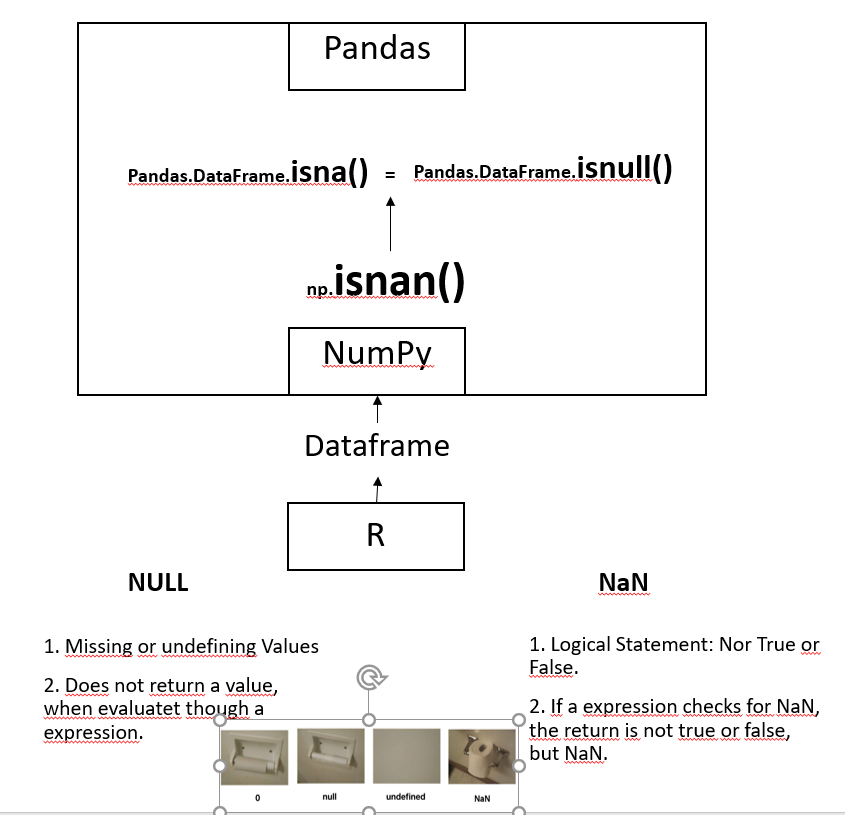 Pandas
Pandas.DataFrame.isna() = Pandas.DataFrame.isnull()
np.isnan()
NumPy
Dataframe
R
NULL
1. Missing or undefining Values
2. Does not return a value,
when evaluatet though a
expression.
NaN
1. Logical Statement: Nor True or
False.
2. If a expression checks for NaN,
the return is not true or false,
but NaN.
0 null undefined NaN